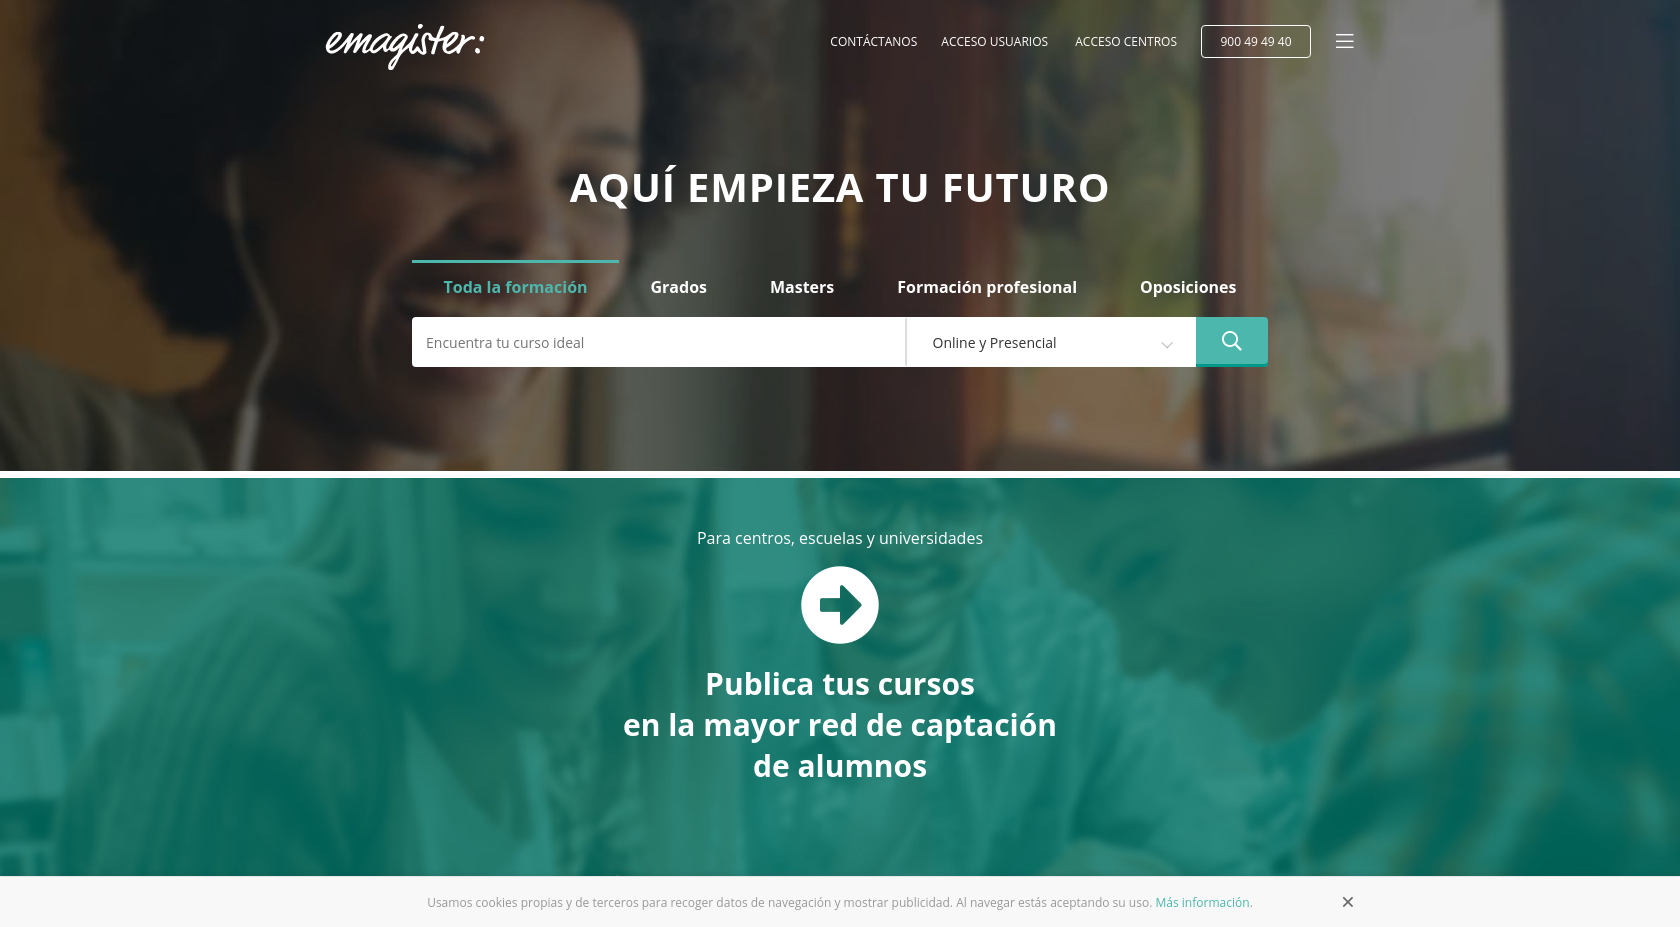 emagister:
CONTÁCTANOS ACCESO USUARIOS ACCESO CENTROS 900 49 49 40
AQUÍ EMPIEZA TU FUTURO
Toda la formación Grados Masters Formación profesional Oposiciones
Encuentra tu curso ideal Online y Presencial
Para centros, escuelas y universidades
Publica tus cursos
en la mayor red de captación
de alumnos
Usamos cookies propias y de terceros para recoger datos de navegación y mostrar publicidad. Al navegar estás aceptando su uso. Más información.